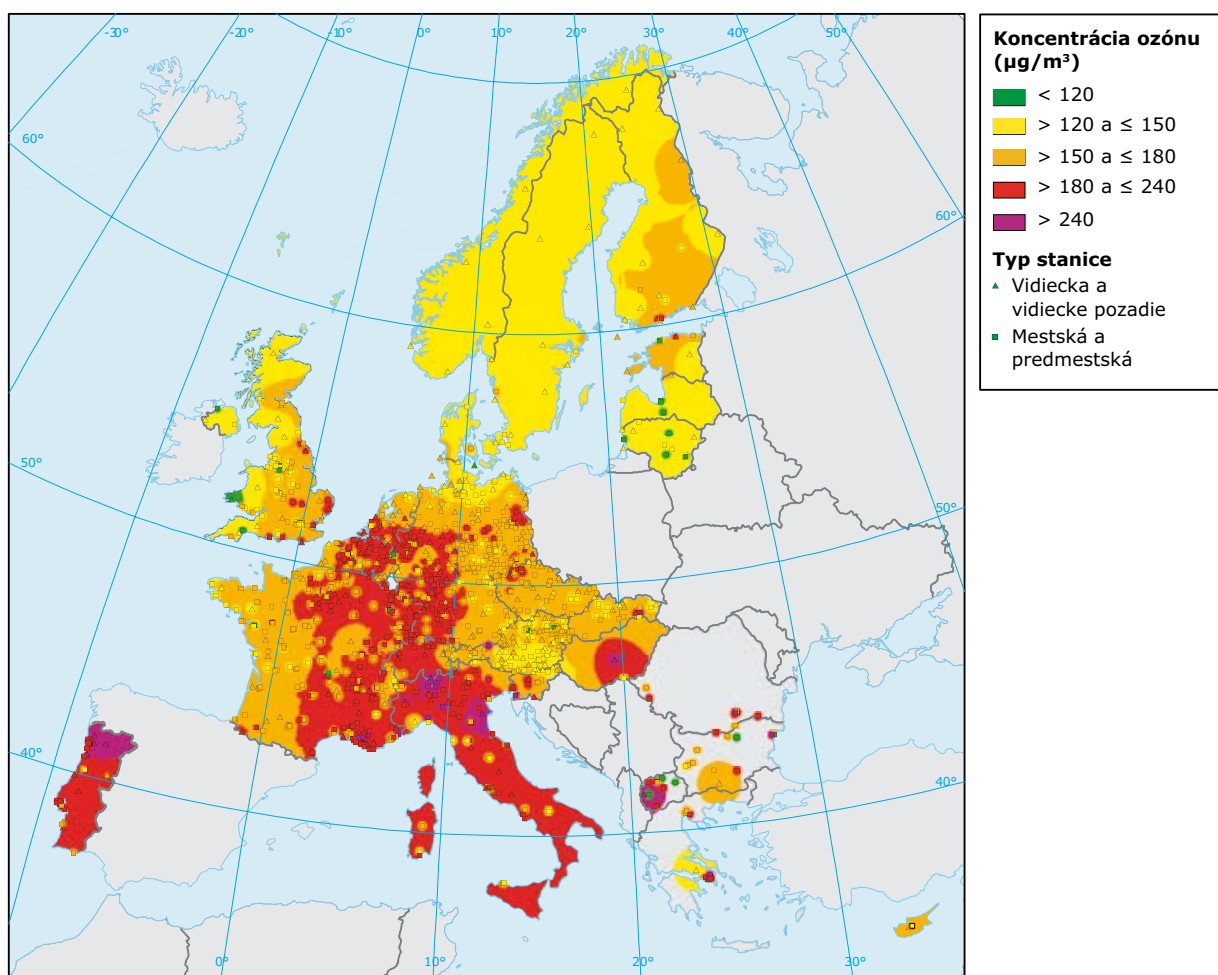 -30°
-20°
-10°
0°
10°
20°
30°
40°
50°
60°
60°
50°
50°
40°
40°
0°
10°
20°
30°
Koncentrácia ozónu
(µg/m³)
< 120
> 120 a ≤ 150
> 150 a ≤ 180
> 180 a ≤ 240
> 240
Typ stanice
Vidiecka a
vidiecke pozadie
Mestská a
predmestská